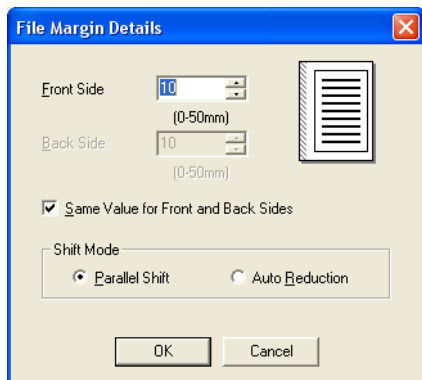 File Margin Details
Front Side 10
(0-50mm)
Back Side 10
(0-50mm)
Same Value for Front and Back Sides
Shift Mode
Parallel Shift Auto Reduction
OK Cancel